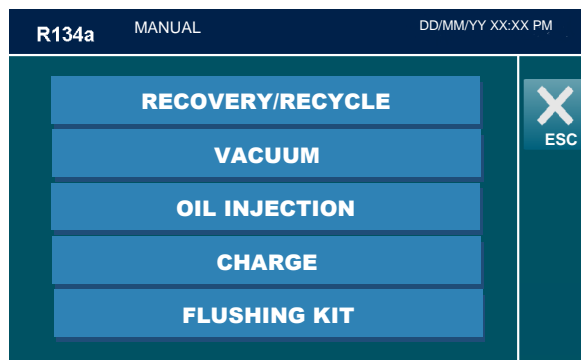 R134a MANUAL DD/MM/YY XX:XX PM
RECOVERY/RECYCLE
ESC
VACUUM
OIL INJECTION
CHARGE
FLUSHING KIT